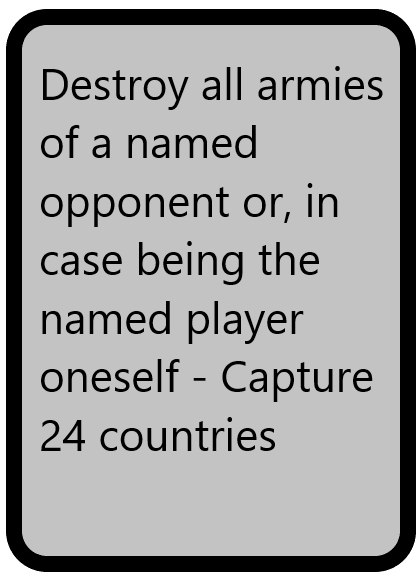 Destroy all armies
of a named
opponent or, in
case being the
named player
oneself - Capture
24 countries